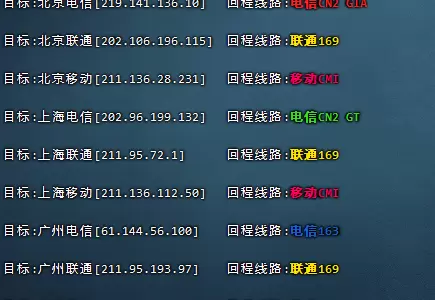 目标:北京电信[219.141.136.10] 回程线路:电信CN2 GIA
目标:北京联通[202.106.196.115] 回程线路:联通169
目标:北京移动[211.136.28.231] 回程线路:移动CMI
目标:上海电信[202.96.199.132] 回程线路:电信CN2 GT
目标:上海联通[211.95.72.1] 回程线路:联通169
目标:上海移动[211.136.112.50] 回程线路:移动CMI
目标:广州电信[61.144.56.100] 回程线路:电信163
目标:广州联通[211.95.193.97] 回程线路:联通169